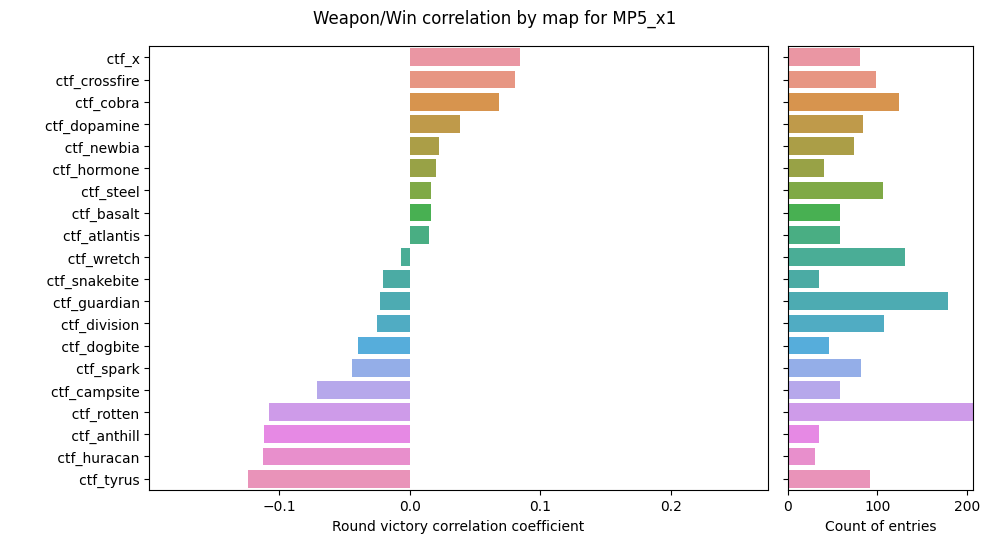 Weapon/Win correlation by map for MP5_x1
ctf_x
ctf_crossfire
ctf_cobra
ctf_dopamine
ctf_newbia
ctf_hormone
ctf_steel
ctf_basalt
ctf_atlantis
ctf_wretch
ctf_snakebite
ctf_guardian
ctf_division
ctf_dogbite
ctf_spark
ctf_campsite
ctf_rotten
ctf_anthill
ctf_huracan
ctf_tyrus
−0.1 0.0 0.1 0.2
Round victory correlation coefficient
0 100 200
Count of entries